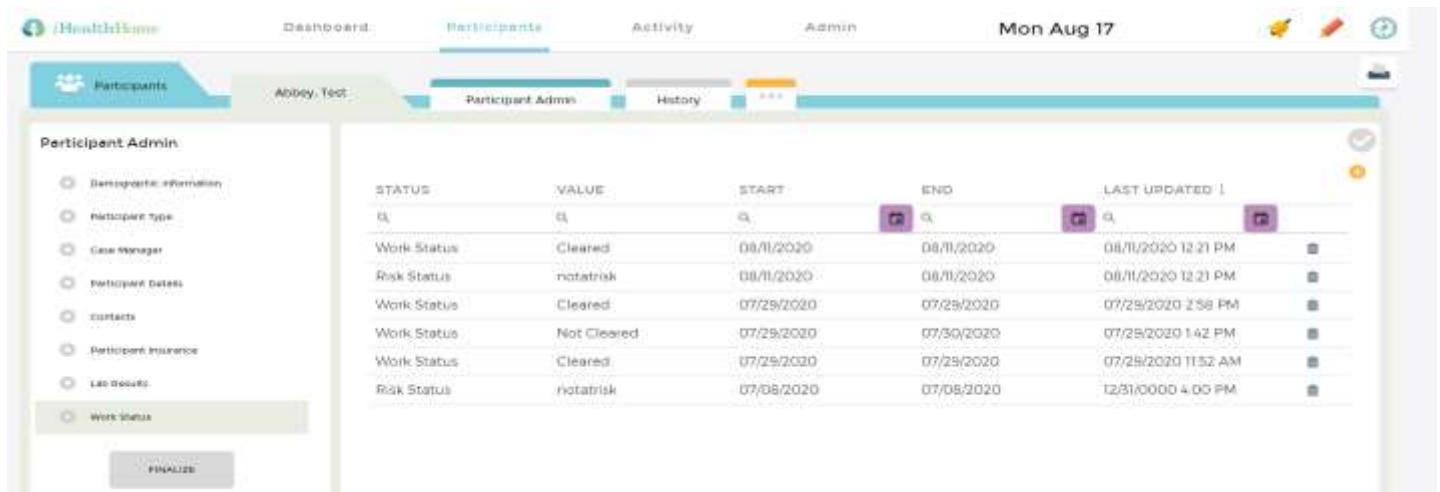 iHealthHome Dashboard Participants Activity Admin Mon Aug 17
Participants Abbey, Test Participant Admin History ...
Participant Admin
Demographic Information
Participant Type
Case Manager
Participant Details
Contacts
Participant Insurance
Lab Results
Work Status
FINALIZE
STATUS VALUE START END LAST UPDATED
Work Status Cleared 08/11/2020 08/11/2020 08/11/2020 12:21 PM
Risk Status notatrisk 08/11/2020 08/11/2020 08/11/2020 12:21 PM
Work Status Cleared 07/29/2020 07/29/2020 07/29/2020 2:58 PM
Work Status Not Cleared 07/29/2020 07/30/2020 07/29/2020 1:42 PM
Work Status Cleared 07/29/2020 07/29/2020 07/29/2020 11:52 AM
Risk Status notatrisk 07/08/2020 07/08/2020 12/31/0000 4:00 PM